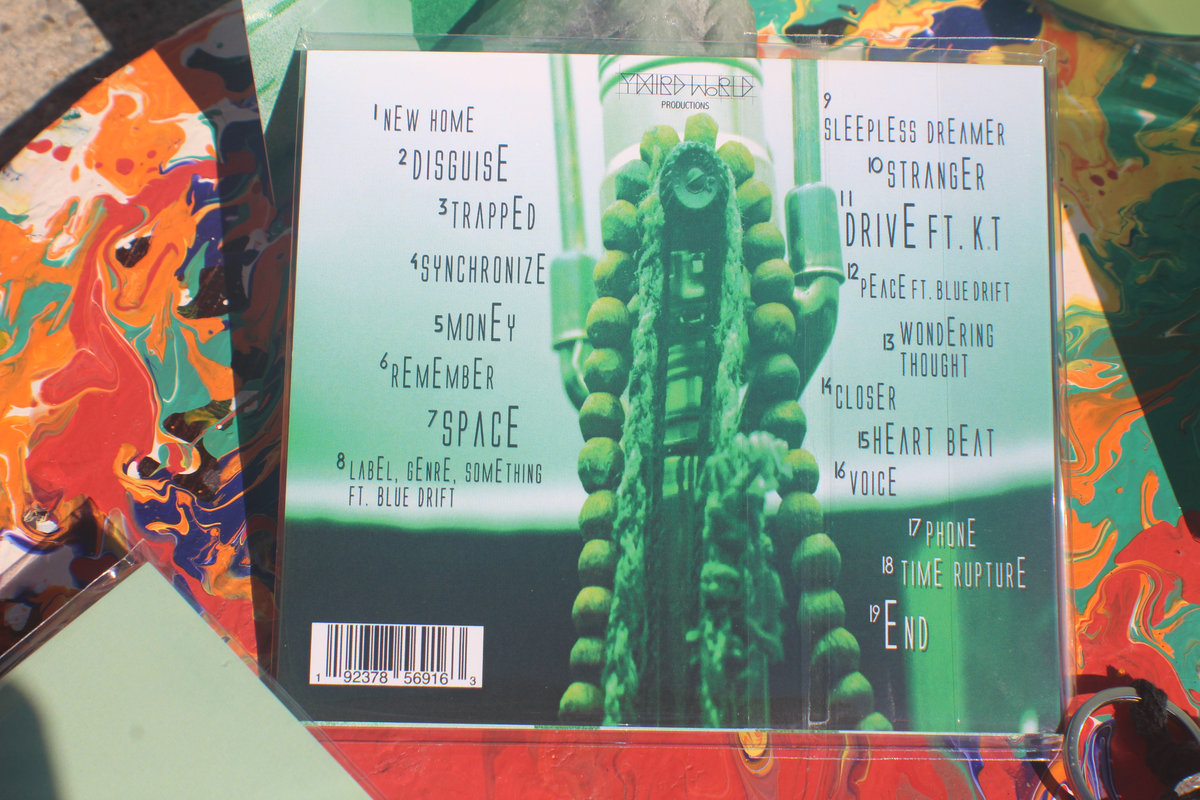 YHIRD WORLD
PRODUCTIONS
1 NEW HOME
2 DISGUISE
3 TRAPPED
4 SYNCHRONIZE
5 MONEY
6 REMEMBER
7 SPACE
8 LABEL, GENRE, SOMETHING
FT. BLUE DRIFT
9
SLEEPLESS DREAMER
10 STRANGER
11
DRIVE FT. K.T
12 PEACE FT. BLUE DRIFT
13 WONDERING
THOUGHT
14 CLOSER
15 HEART BEAT
16 VOICE
17 PHONE
18 TIME RUPTURE
19 END
1 92378 56916 3